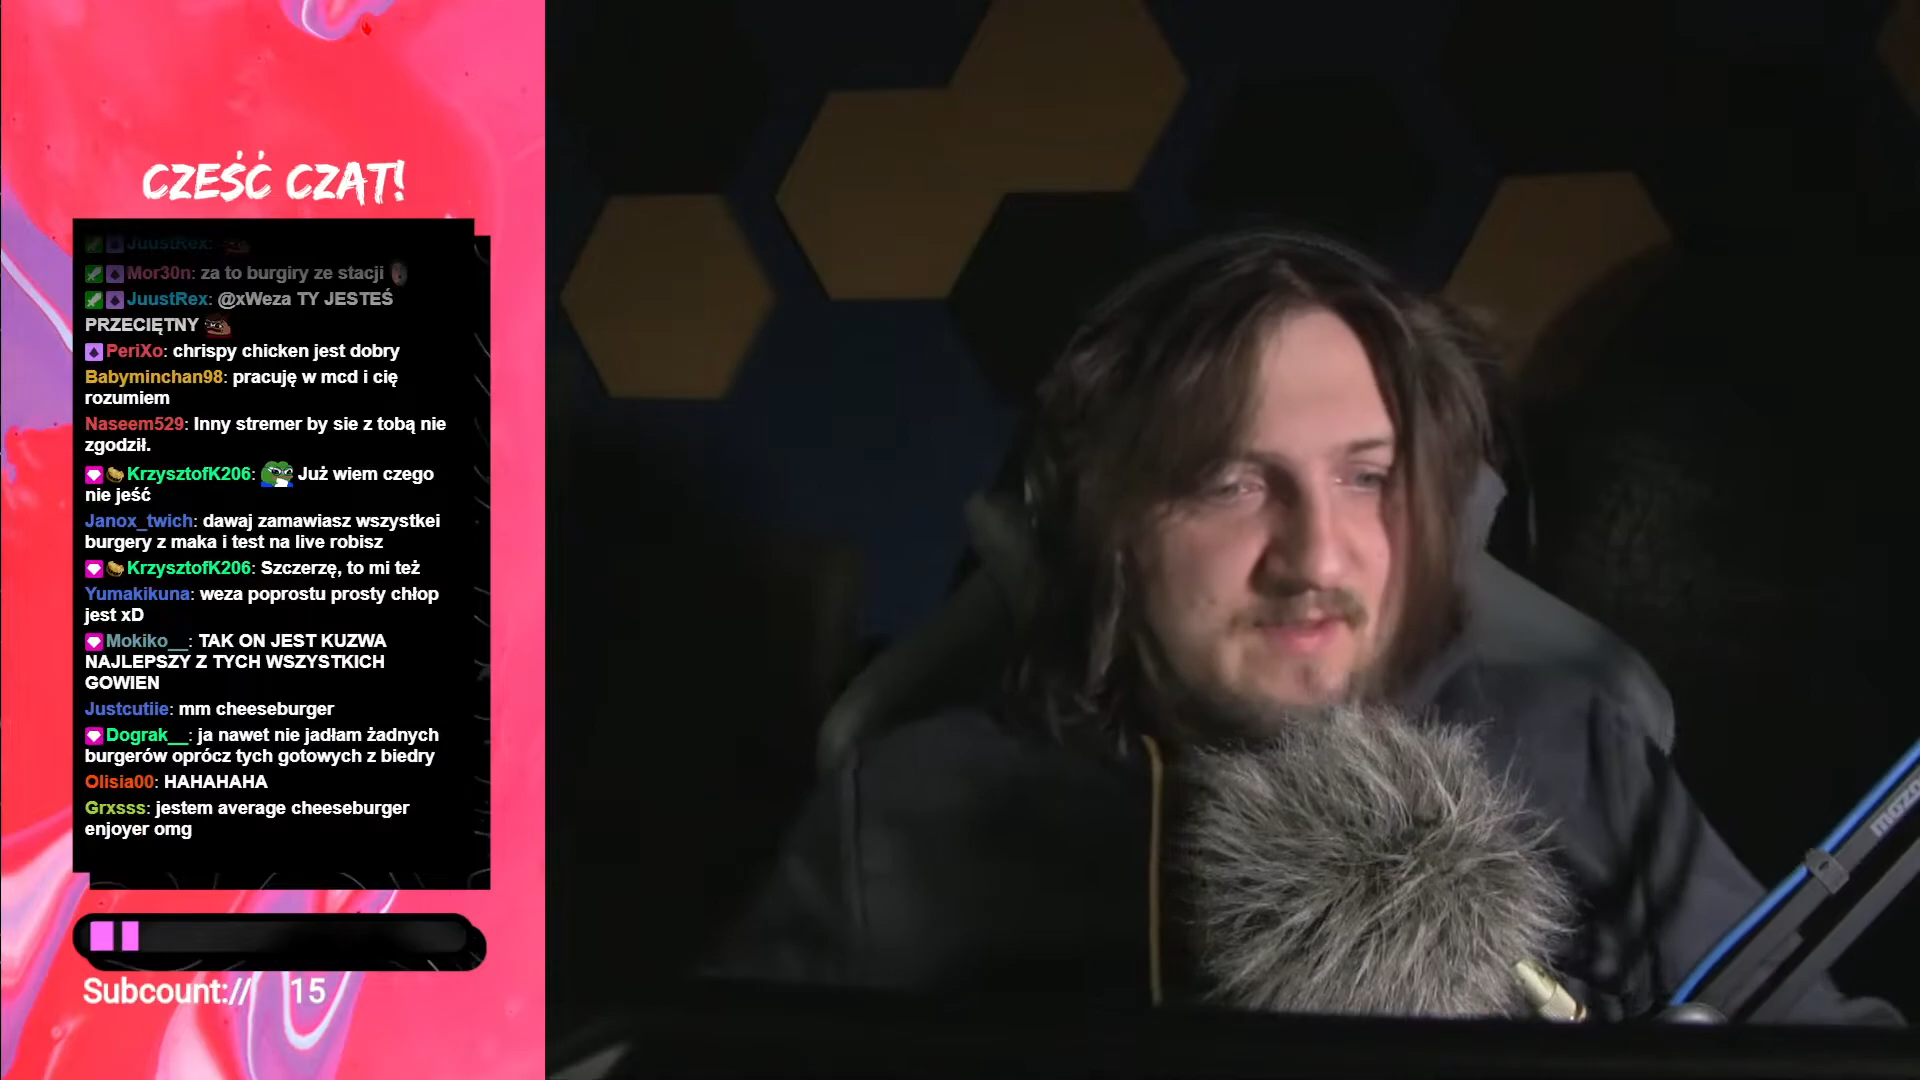 CZEŚĆ CZAT!
JuustRex:
Mor30n: za to burgiry ze stacji
JuustRex: @xWeza TY JESTEŚ
PRZECIĘTNY
PeriXo: chrispy chicken jest dobry
Babyminchan98: pracuję w mcd i cię
rozumiem
Naseem529: Inny stremer by sie z tobą nie
zgodził.
KrzysztofK206: Już wiem czego
nie jeść
Janox_twich: dawaj zamawiasz wszystkei
burgery z maka i test na live robisz
KrzysztofK206: Szczerzę, to mi też
Yumakikuna: weza poprostu prosty chłop
jest xD
Mokiko__: TAK ON JEST KUZWA
NAJLEPSZY Z TYCH WSZYSTKICH
GOWIEN
Justcutiie: mm cheeseburger
Dograk__: ja nawet nie jadłam żadnych
burgerów oprócz tych gotowych z biedry
Olisia00: HAHAHAHA
Grxsss: jestem average cheeseburger
enjoyer omg
Subcount:// 15